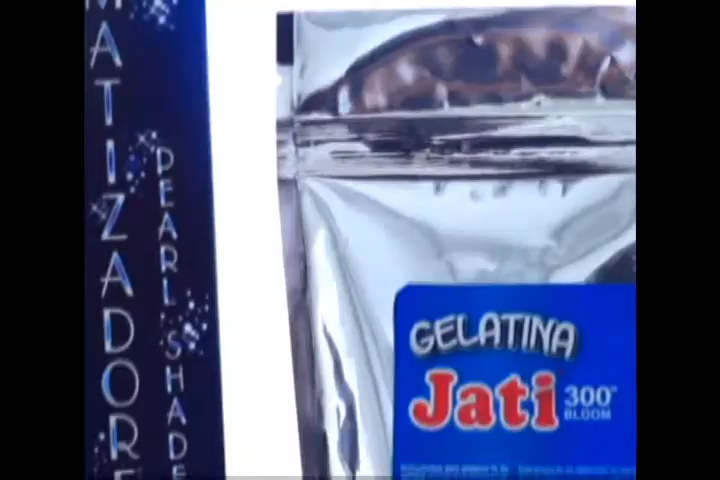 MATIZADORE
PEARL SHADE
GELATINA
Jati
300°
BLOOM